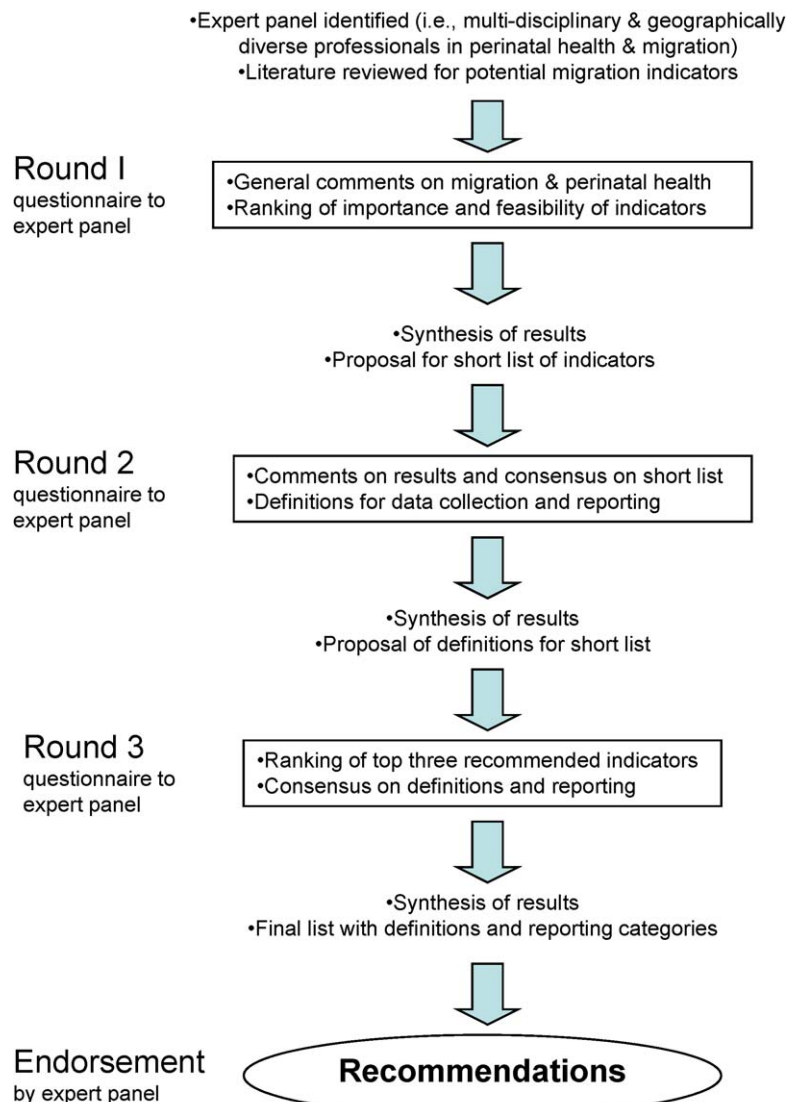 •Expert panel identified (i.e., multi-disciplinary & geographically
diverse professionals in perinatal health & migration)
•Literature reviewed for potential migration indicators
Round I
questionnaire to
expert panel
•General comments on migration & perinatal health
•Ranking of importance and feasibility of indicators
•Synthesis of results
•Proposal for short list of indicators
Round 2
questionnaire to
expert panel
•Comments on results and consensus on short list
•Definitions for data collection and reporting
•Synthesis of results
•Proposal of definitions for short list
Round 3
questionnaire to
expert panel
•Ranking of top three recommended indicators
•Consensus on definitions and reporting
•Synthesis of results
•Final list with definitions and reporting categories
Endorsement
by expert panel
Recommendations